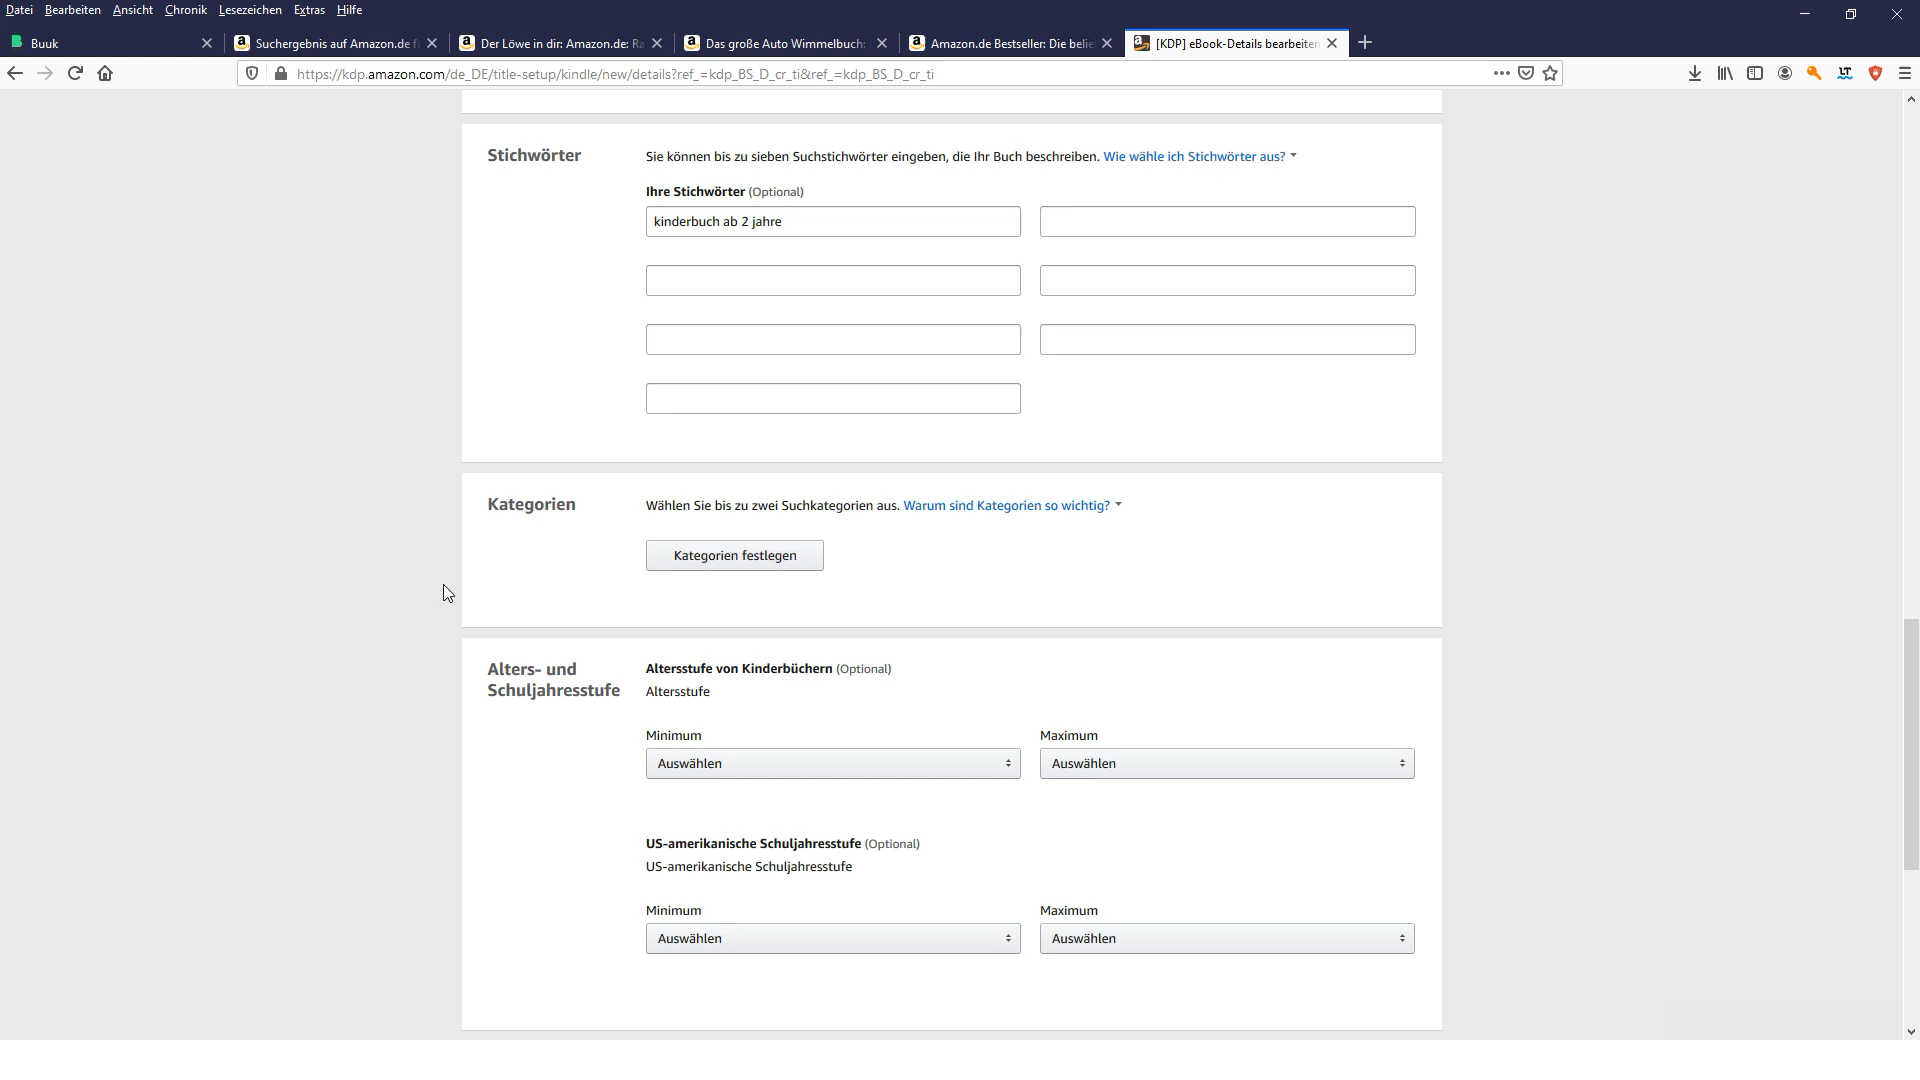 Datei Bearbeiten Ansicht Chronik Lesezeichen Extras Hilfe
Buuk
Suchergebnis auf Amazon.de f
Der Löwe in dir: Amazon.de: Ra
Das große Auto Wimmelbuch:
Amazon.de Bestseller: Die belie
[KDP] eBook-Details bearbeiten
https://kdp.amazon.com/de_DE/title-setup/kindle/new/details?ref_=kdp_BS_D_cr_ti&ref_=kdp_BS_D_cr_ti
LT
Stichwörter
Sie können bis zu sieben Suchstichwörter eingeben, die Ihr Buch beschreiben. Wie wähle ich Stichwörter aus?
Ihre Stichwörter (Optional)
kinderbuch ab 2 jahre
Kategorien
Wählen Sie bis zu zwei Suchkategorien aus. Warum sind Kategorien so wichtig?
Kategorien festlegen
Alters- und
Schuljahresstufe
Altersstufe von Kinderbüchern (Optional)
Altersstufe
Minimum
Maximum
Auswählen
Auswählen
US-amerikanische Schuljahresstufe (Optional)
US-amerikanische Schuljahresstufe
Minimum
Maximum
Auswählen
Auswählen